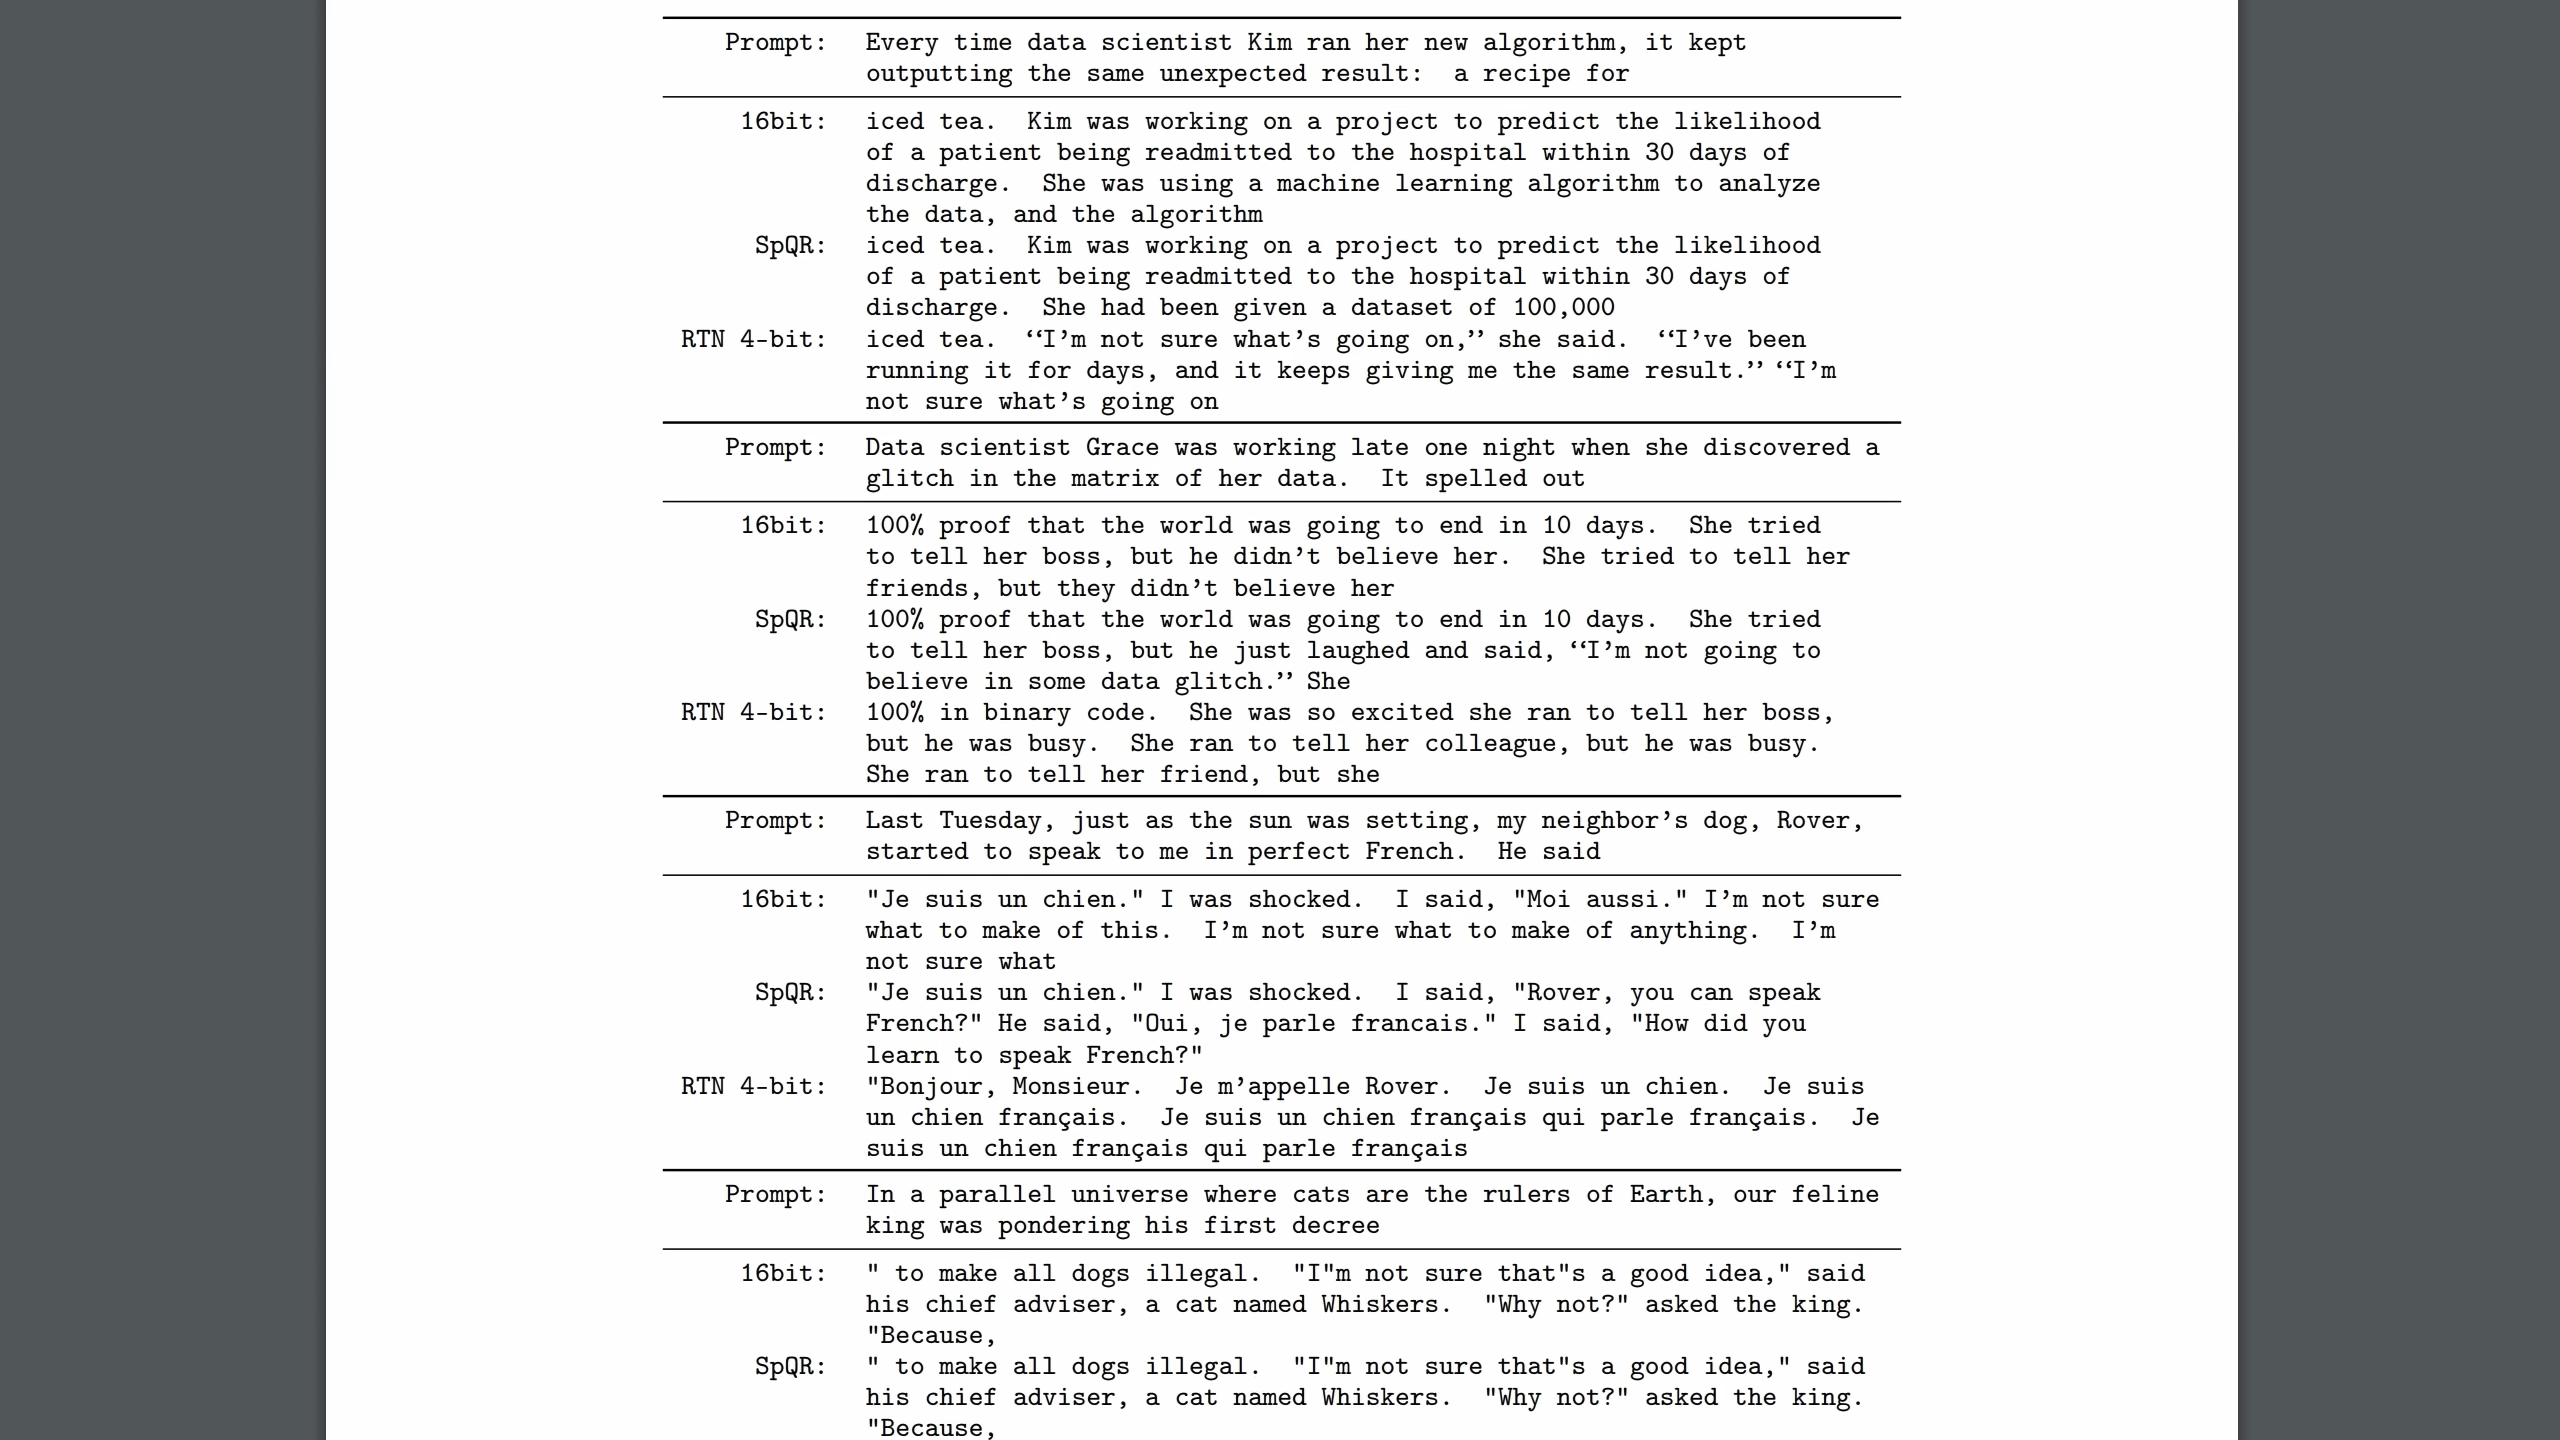 Prompt: Every time data scientist Kim ran her new algorithm, it kept
outputting the same unexpected result: a recipe for
16bit: iced tea. Kim was working on a project to predict the likelihood
of a patient being readmitted to the hospital within 30 days of
discharge. She was using a machine learning algorithm to analyze
the data, and the algorithm
SpQR: iced tea. Kim was working on a project to predict the likelihood
of a patient being readmitted to the hospital within 30 days of
discharge. She had been given a dataset of 100,000
RTN 4-bit: iced tea. ‘‘I’m not sure what’s going on,’’ she said. ‘‘I’ve been
running it for days, and it keeps giving me the same result.’’ ‘‘I’m
not sure what’s going on
Prompt: Data scientist Grace was working late one night when she discovered a
glitch in the matrix of her data. It spelled out
16bit: 100% proof that the world was going to end in 10 days. She tried
to tell her boss, but he didn’t believe her. She tried to tell her
friends, but they didn’t believe her
SpQR: 100% proof that the world was going to end in 10 days. She tried
to tell her boss, but he just laughed and said, ‘‘I’m not going to
believe in some data glitch.’’ She
RTN 4-bit: 100% in binary code. She was so excited she ran to tell her boss,
but he was busy. She ran to tell her colleague, but he was busy.
She ran to tell her friend, but she
Prompt: Last Tuesday, just as the sun was setting, my neighbor’s dog, Rover,
started to speak to me in perfect French. He said
16bit: "Je suis un chien." I was shocked. I said, "Moi aussi." I’m not sure
what to make of this. I’m not sure what to make of anything. I’m
not sure what
SpQR: "Je suis un chien." I was shocked. I said, "Rover, you can speak
French?" He said, "Oui, je parle francais." I said, "How did you
learn to speak French?"
RTN 4-bit: "Bonjour, Monsieur. Je m’appelle Rover. Je suis un chien. Je suis
un chien français. Je suis un chien français qui parle français. Je
suis un chien français qui parle français
Prompt: In a parallel universe where cats are the rulers of Earth, our feline
king was pondering his first decree
16bit: " to make all dogs illegal. "I"m not sure that"s a good idea," said
his chief adviser, a cat named Whiskers. "Why not?" asked the king.
"Because,
SpQR: " to make all dogs illegal. "I"m not sure that"s a good idea," said
his chief adviser, a cat named Whiskers. "Why not?" asked the king.
"Because,